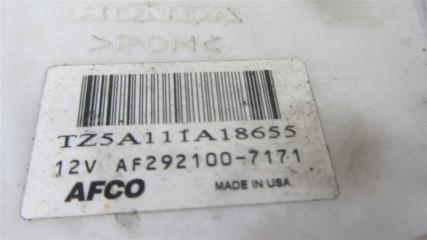 HONDA
>POM<
TZ5A111A18655
12V AF292100-7171
AFCO MADE IN USA